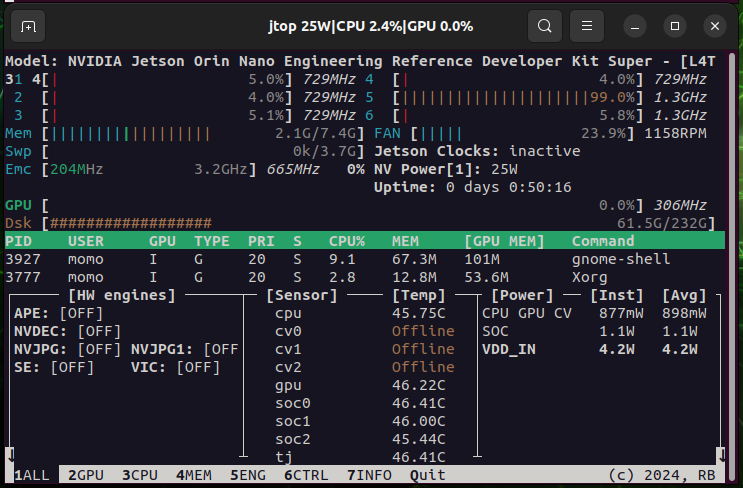 jtop 25W|CPU 2.4%|GPU 0.0%
Model: NVIDIA Jetson Orin Nano Engineering Reference Developer Kit Super - [L4T
31 4[| 5.0%] 729MHz 4 [| 4.0%] 729MHz
2 [| 4.0%] 729MHz 5 [|||||||||||||||||||||99.0%] 1.3GHz
3 [| 5.1%] 729MHz 6 [| 5.8%] 1.3GHz
Mem [|||||||||||||||||| 2.1G/7.4G] FAN [||||| 23.9%] 1158RPM
Swp [ 0k/3.7G] Jetson Clocks: inactive
Emc [204MHz 3.2GHz] 665MHz 0% NV Power[1]: 25W
Uptime: 0 days 0:50:16
GPU [ 0.0%] 306MHz
Dsk [################## 61.5G/232G]
PID USER GPU TYPE PRI S CPU% MEM [GPU MEM] Command
3927 momo I G 20 S 9.1 67.3M 101M gnome-shell
3777 momo I G 20 S 2.8 12.8M 53.6M Xorg
[HW engines] [Sensor] [Temp] [Power] [Inst] [Avg]
APE: [OFF] cpu 45.75C CPU GPU CV 877mW 898mW
NVDEC: [OFF] cv0 Offline SOC 1.1W 1.1W
NVJPG: [OFF] NVJPG1: [OFF cv1 Offline VDD_IN 4.2W 4.2W
SE: [OFF] VIC: [OFF] cv2 Offline
gpu 46.22C
soc0 46.41C
soc1 46.00C
soc2 45.44C
tj 46.41C
1ALL 2GPU 3CPU 4MEM 5ENG 6CTRL 7INFO Quit (c) 2024, RB